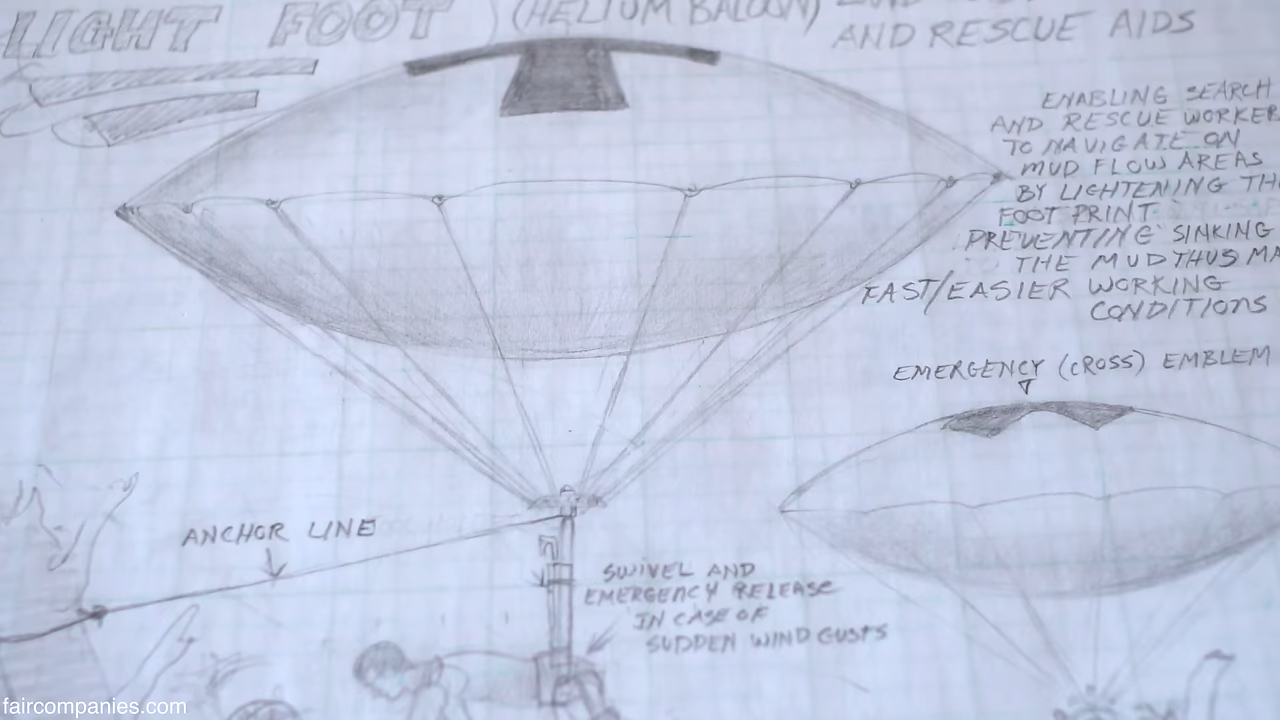 LIGHT FOOT (HELIUM BALOON)
AND RESCUE AIDS
ENABLING SEARCH
AND RESCUE WORKER
TO NAVIGATE ON
MUD FLOW AREAS
BY LIGHTENING TH
FOOT PRINT
PREVENTING SINKING
THE MUD THUS MA
FAST/EASIER WORKING
CONDITIONS
EMERGENCY (CROSS) EMBLEM
ANCHOR LINE
SWIVEL AND
EMERGENCY RELEASE
IN CASE OF
SUDDEN WIND GUSTS
faircompanies.com